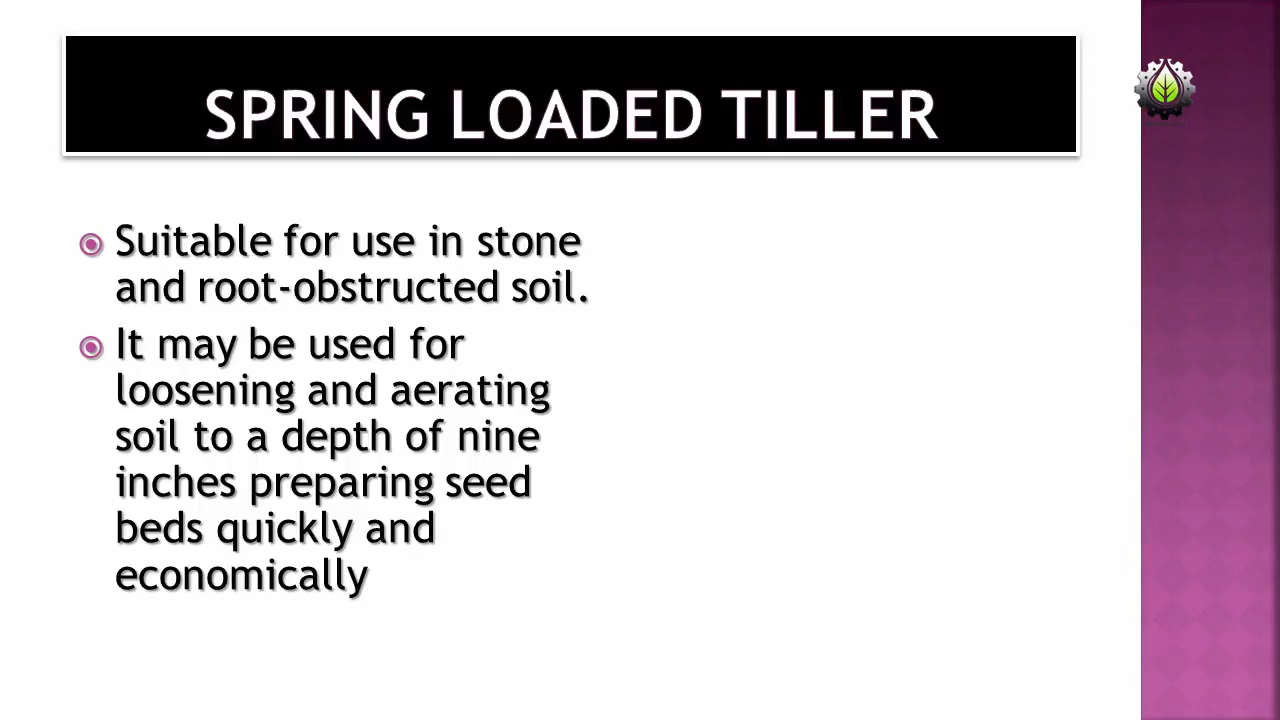 SPRING LOADED TILLER
Suitable for use in stone
and root-obstructed soil.
It may be used for
loosening and aerating
soil to a depth of nine
inches preparing seed
beds quickly and
economically